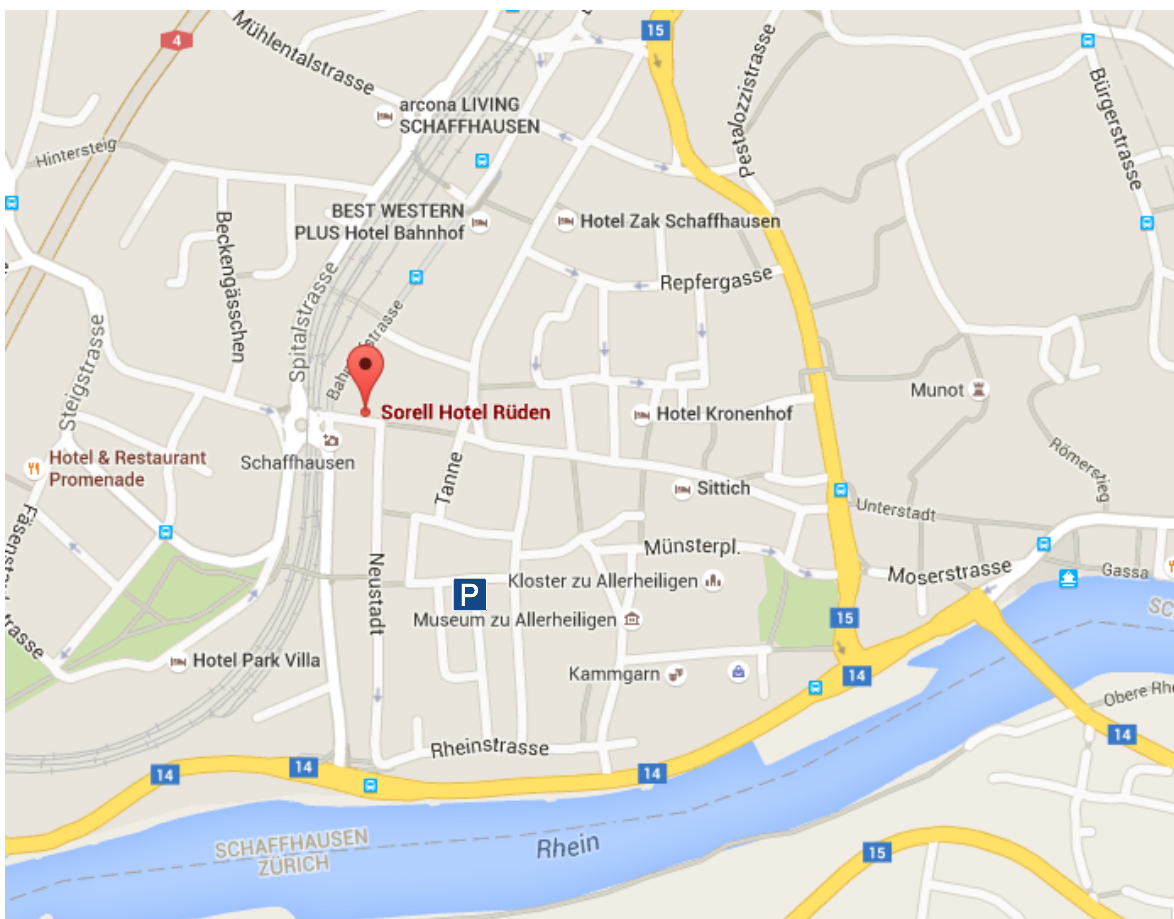 15
4
Mühlentalstrasse
Pestalozzistrasse
Bürgerstrasse
arcona LIVING
SCHAFFHAUSEN
Hintersteig
BEST WESTERN
PLUS Hotel Bahnhof
Hotel Zak Schaffhausen
Beckengässchen
Spitalstrasse
Repfergasse
Steigstrasse
Munot
Sorell Hotel Rüden
Hotel Kronenhof
Schaffhausen
Hotel & Restaurant
Promenade
Tanne
Römerstieg
Sittich
Unterstadt
Neustadt
Münsterpl.
Moserstrasse
Gassa
P
Kloster zu Allerheiligen
Museum zu Allerheiligen
15
Hotel Park Villa
Kammgarn
14
Obere Rhe
Rheinstrasse
14
14
14
14
SCHAFFHAUSEN
ZÜRICH
Rhein
15